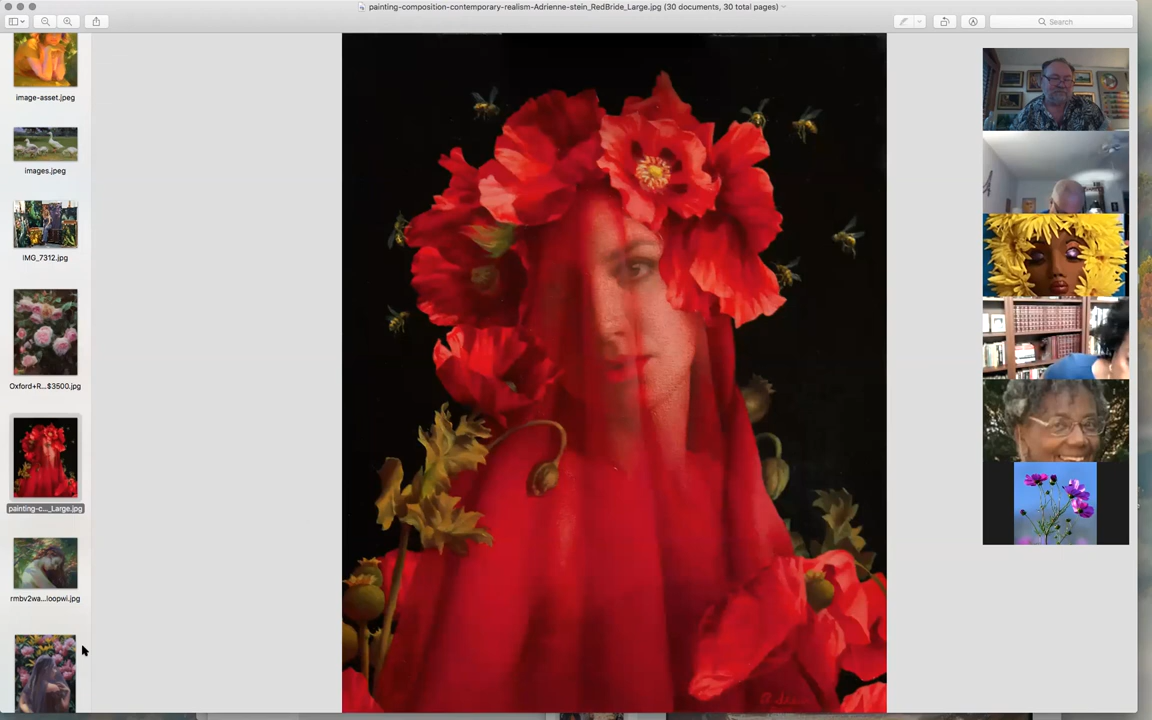 painting-composition-contemporary-realism-Adrienne-stein_RedBride_Large.jpg (30 documents, 30 total pages)
Search
image-asset.jpeg
images.jpeg
IMG_7312.jpg
Oxford+R...$3500.jpg
painting-c..._Large.jpg
rmbv2wa...loopwi.jpg